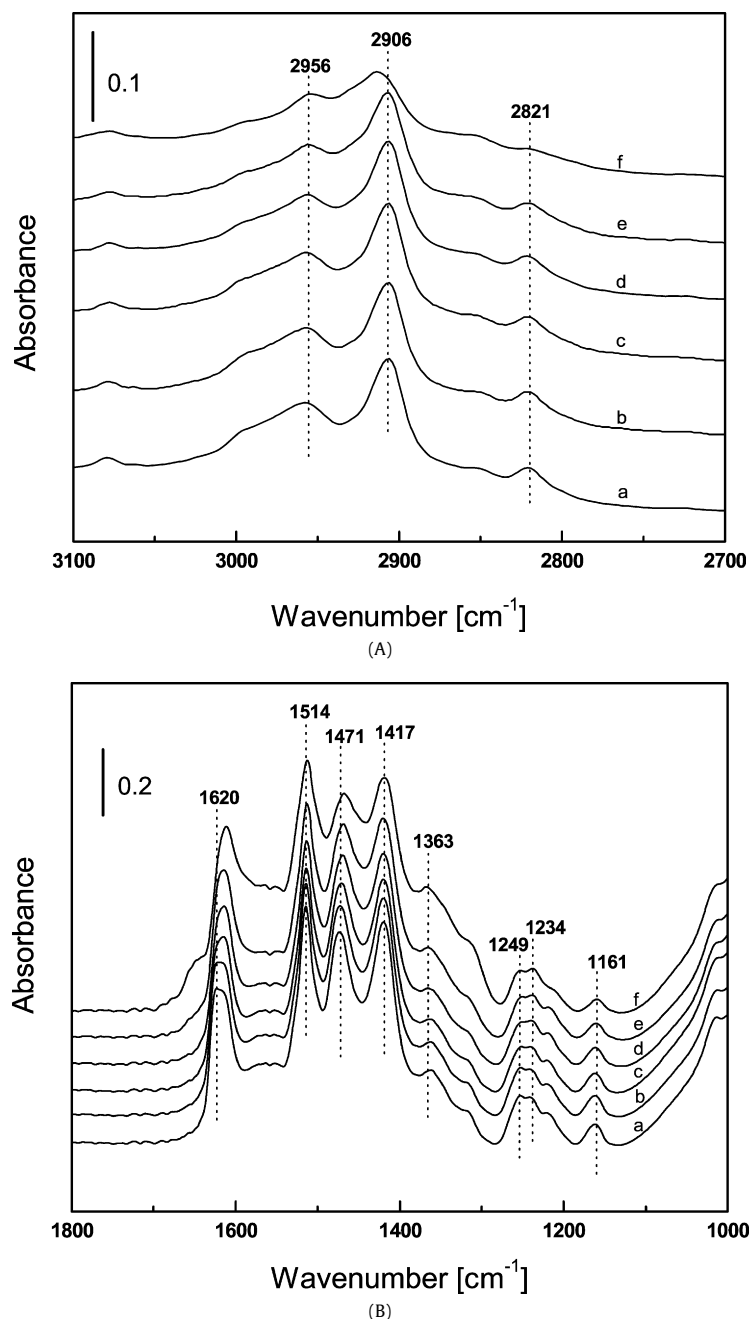 2906
2956
0.1
2821
f
e
d
c
b
a
Absorbance
3100 3000 2900 2800 2700
Wavenumber [cm⁻¹]
(A)
1514
1471 1417
0.2
1620
1363
1234
1249
1161
f
e
d
c
b
a
Absorbance
1800 1600 1400 1200 1000
Wavenumber [cm⁻¹]
(B)